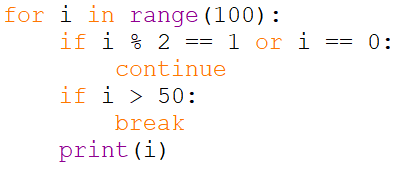 for i in range(100):
    if i % 2 == 1 or i == 0:
        continue
    if i > 50:
        break
    print(i)